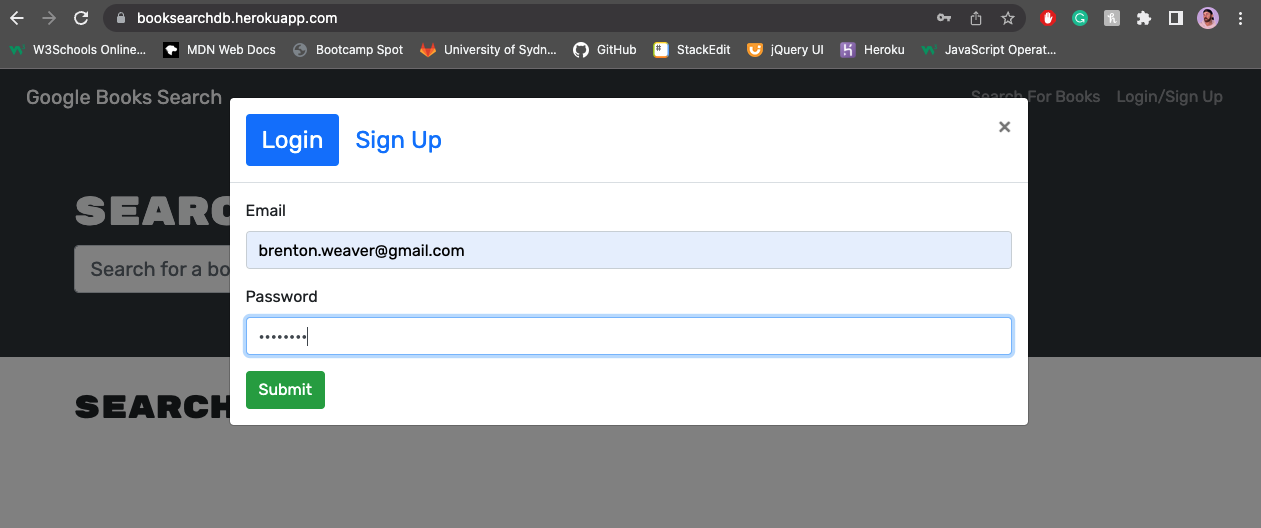 booksearchdb.herokuapp.com
W3Schools Online... MDN Web Docs Bootcamp Spot University of Sydn... GitHub StackEdit jQuery UI Heroku JavaScript Operat...
Google Books Search Search For Books Login/Sign Up
Login Sign Up ×
SEARC
Email
brenton.weaver@gmail.com
Search for a bo
Password
••••••••
Submit
SEARCH